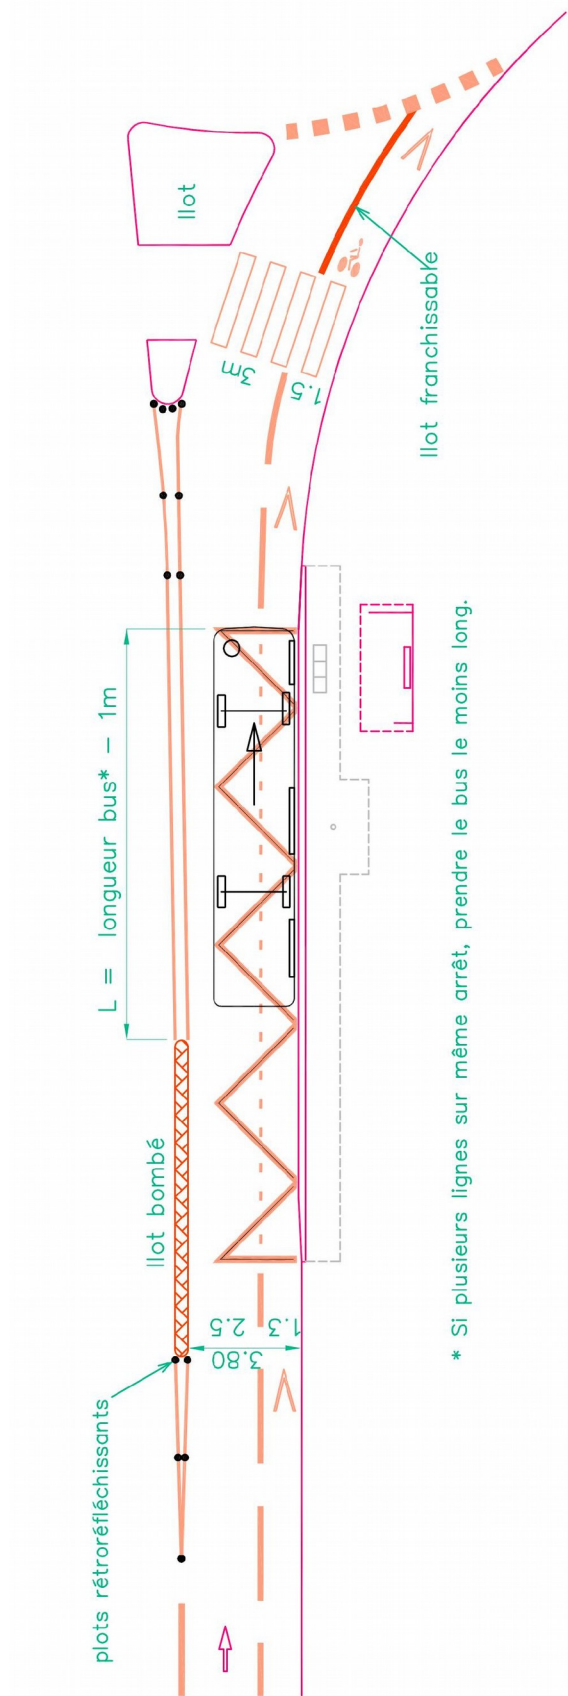 Ilot
3m
1.5
Ilot franchissable
L = longueur bus* - 1m
Ilot bombé
2.5
1.3
3.80
plots rétroréfléchissants
* Si plusieurs lignes sur même arrêt, prendre le bus le moins long.